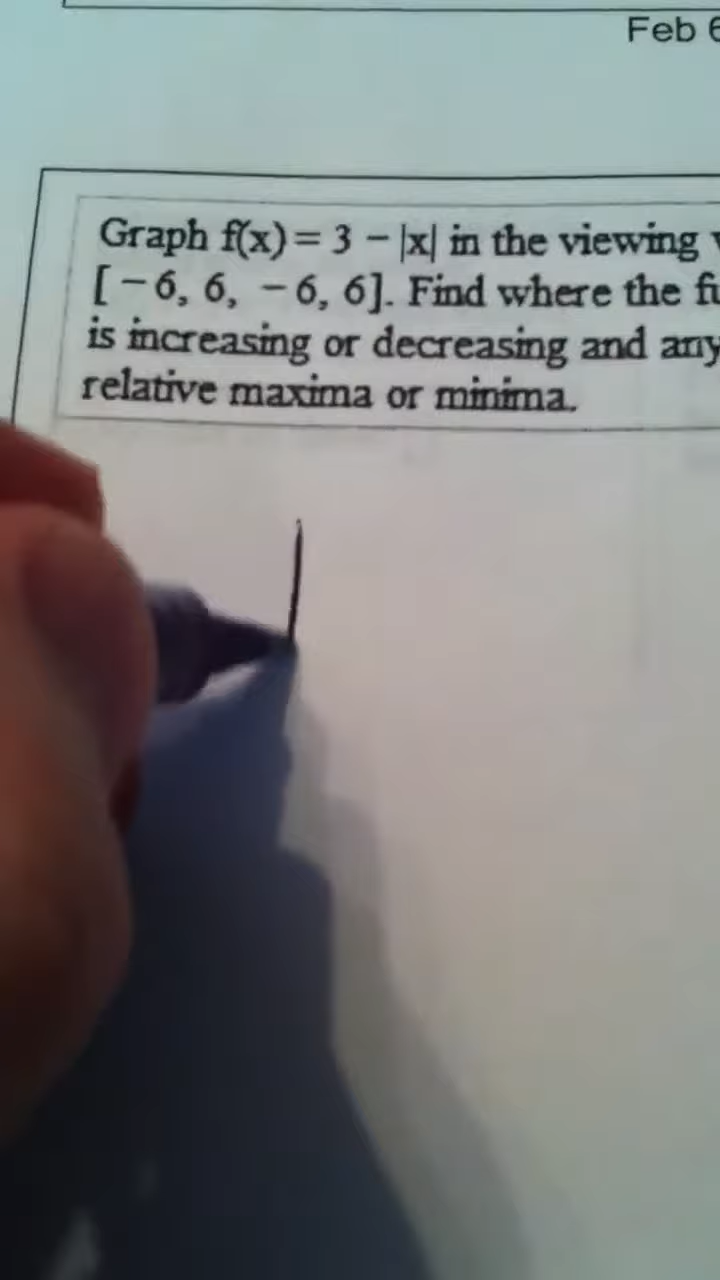 Feb 6
Graph f(x) = 3 − |x| in the viewing
[−6, 6, −6, 6]. Find where the
is increasing or decreasing and any
relative maxima or minima.